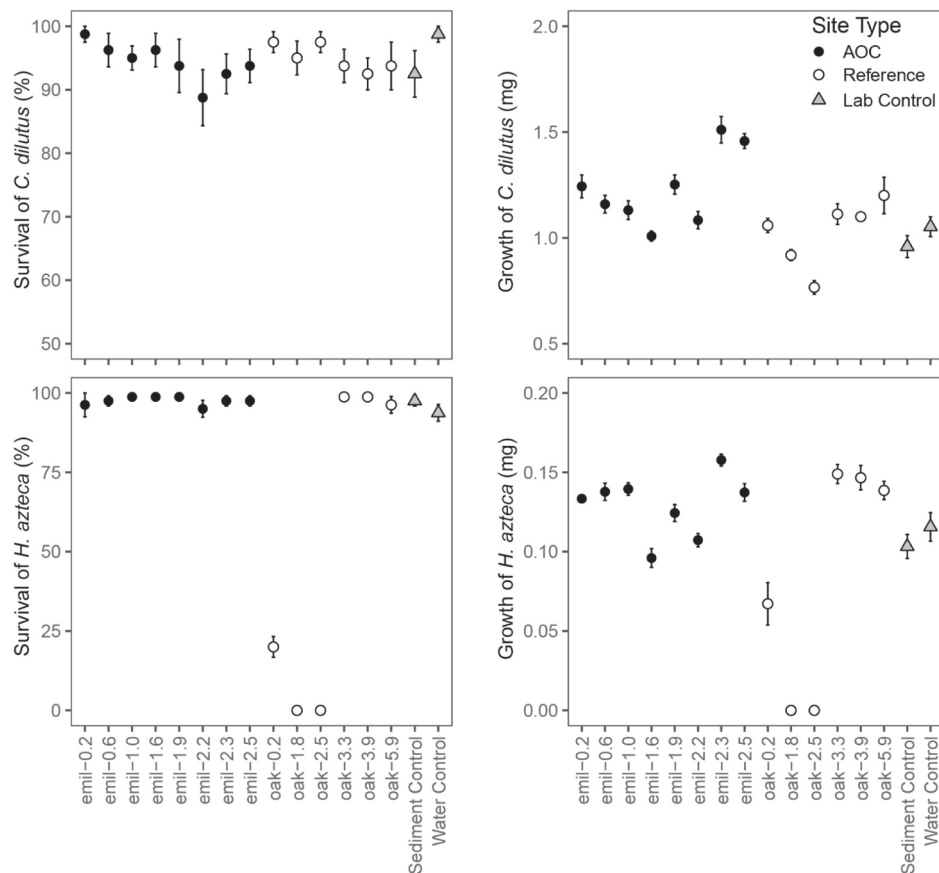 Survival of C. dilutus (%)
100
90
80
70
60
50
Growth of C. dilutus (mg)
2.0
1.5
1.0
0.5
Site Type
AOC
Reference
Lab Control
Survival of H. azteca (%)
100
75
50
25
0
Growth of H. azteca (mg)
0.20
0.15
0.10
0.05
0.00
emil−0.2
emil−0.6
emil−1.0
emil−1.6
emil−1.9
emil−2.2
emil−2.3
emil−2.5
oak−0.2
oak−1.8
oak−2.5
oak−3.3
oak−3.9
oak−5.9
Sediment Control
Water Control
emil−0.2
emil−0.6
emil−1.0
emil−1.6
emil−1.9
emil−2.2
emil−2.3
emil−2.5
oak−0.2
oak−1.8
oak−2.5
oak−3.3
oak−3.9
oak−5.9
Sediment Control
Water Control